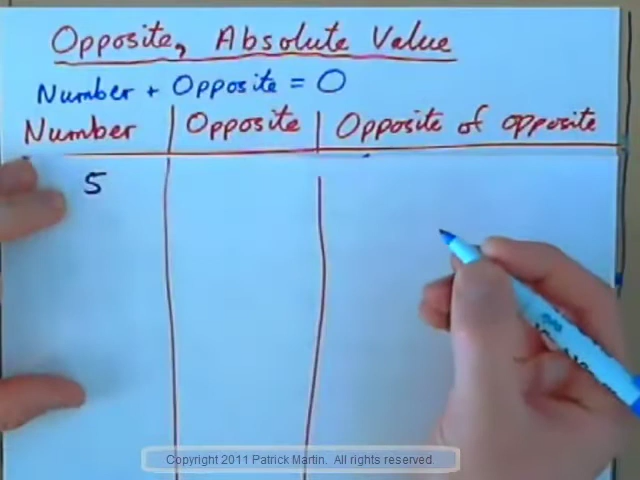 Opposite, Absolute Value
Number + Opposite = 0
Number Opposite Opposite of opposite
5
Copyright 2011 Patrick Martin. All rights reserved.